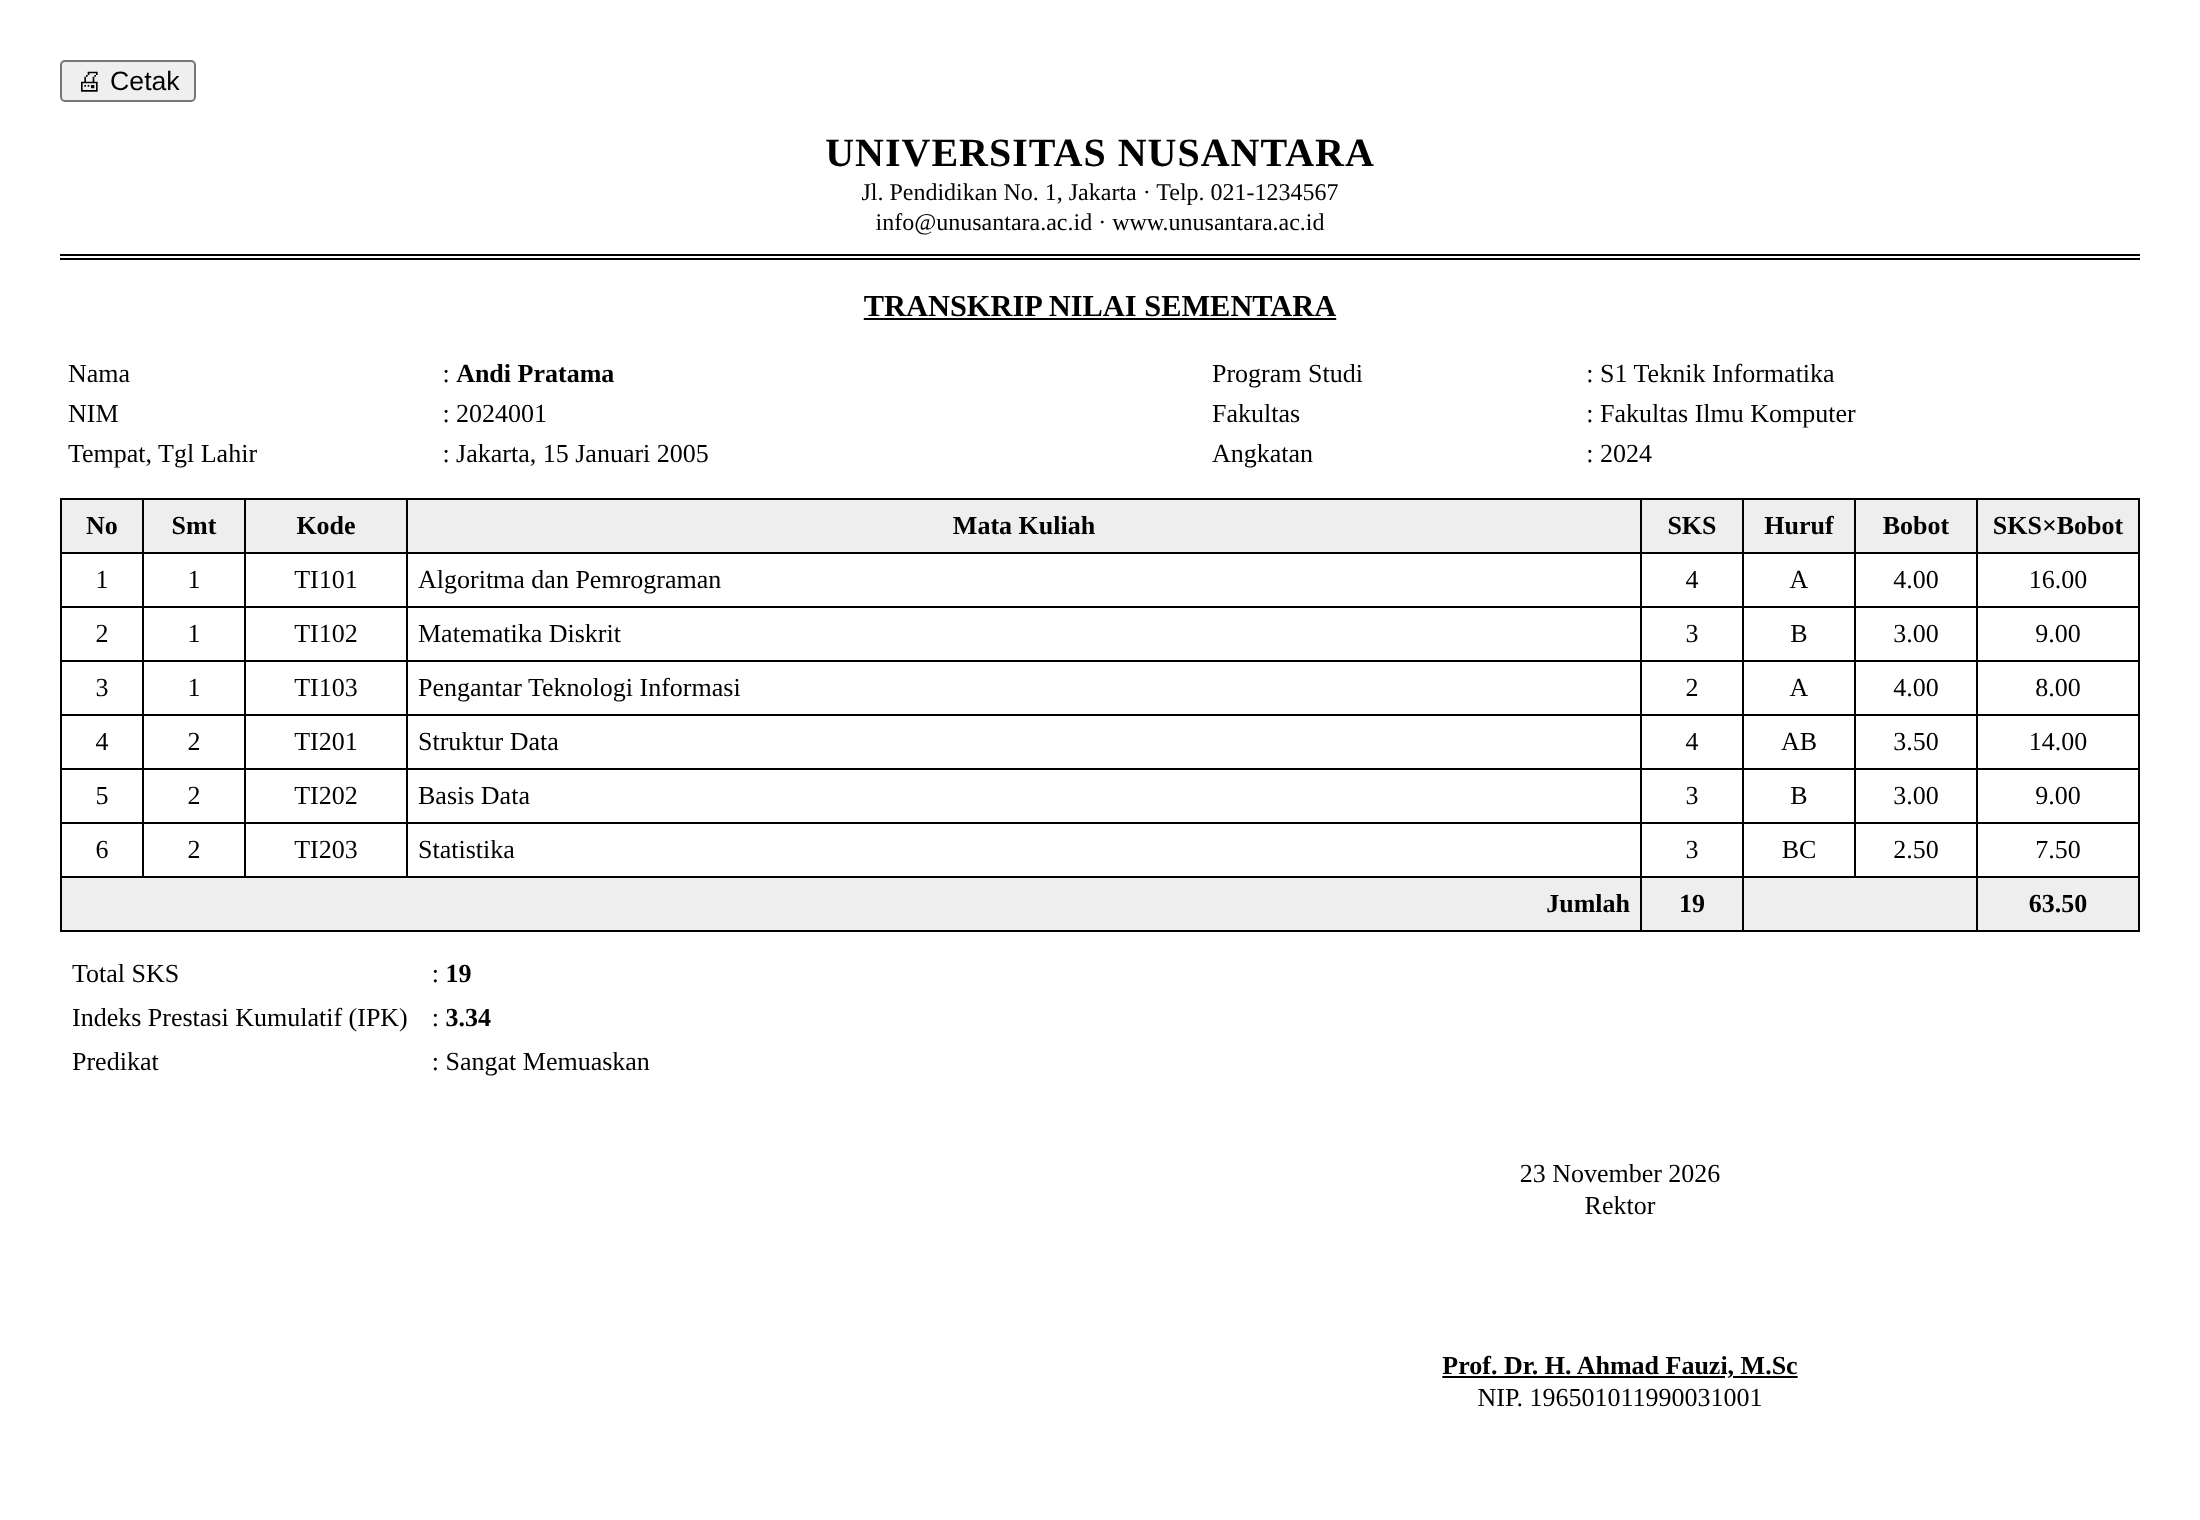 🖨 Cetak
UNIVERSITAS NUSANTARA
Jl. Pendidikan No. 1, Jakarta · Telp. 021-1234567
info@unusantara.ac.id · www.unusantara.ac.id
TRANSKRIP NILAI SEMENTARA
Nama : Andi Pratama Program Studi : S1 Teknik Informatika
NIM : 2024001 Fakultas : Fakultas Ilmu Komputer
Tempat, Tgl Lahir : Jakarta, 15 Januari 2005 Angkatan : 2024
No Smt Kode Mata Kuliah SKS Huruf Bobot SKS×Bobot
1 1 TI101 Algoritma dan Pemrograman 4 A 4.00 16.00
2 1 TI102 Matematika Diskrit 3 B 3.00 9.00
3 1 TI103 Pengantar Teknologi Informasi 2 A 4.00 8.00
4 2 TI201 Struktur Data 4 AB 3.50 14.00
5 2 TI202 Basis Data 3 B 3.00 9.00
6 2 TI203 Statistika 3 BC 2.50 7.50
Jumlah 19 63.50
Total SKS : 19
Indeks Prestasi Kumulatif (IPK) : 3.34
Predikat : Sangat Memuaskan
23 November 2026
Rektor
Prof. Dr. H. Ahmad Fauzi, M.Sc
NIP. 196501011990031001